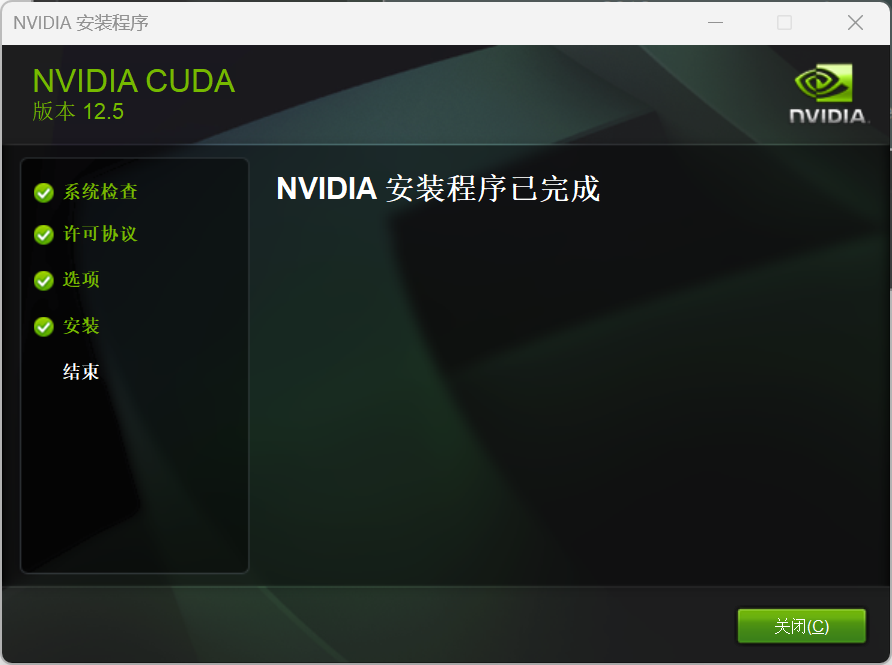 NVIDIA 安装程序
NVIDIA CUDA
版本 12.5
NVIDIA.
系统检查
许可协议
选项
安装
结束
NVIDIA 安装程序已完成
关闭(C)